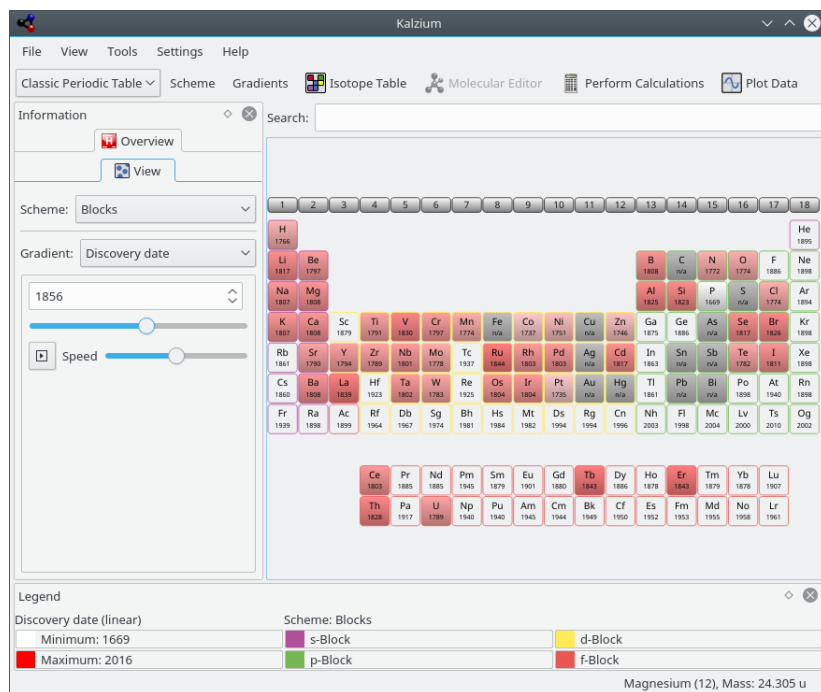 Kalzium
File View Tools Settings Help
Classic Periodic Table Scheme Gradients Isotope Table Molecular Editor Perform Calculations Plot Data
Information
Overview
View
Scheme: Blocks
Gradient: Discovery date
1856
Speed
Search:
1 2 3 4 5 6 7 8 9 10 11 12 13 14 15 16 17 18
H He
1766 1895
Li Be B C N O F Ne
1817 1797 1808 n/a 1772 1774 1886 1898
Na Mg Al Si P S Cl Ar
1807 1808 1825 1823 1669 n/a 1774 1894
K Ca Sc Ti V Cr Mn Fe Co Ni Cu Zn Ga Ge As Se Br Kr
1807 1808 1879 1791 1830 1797 1774 n/a 1737 1751 n/a 1746 1875 1886 n/a 1817 1826 1898
Rb Sr Y Zr Nb Mo Tc Ru Rh Pd Ag Cd In Sn Sb Te I Xe
1861 1790 1794 1789 1801 1778 1937 1844 1803 1803 n/a 1817 1863 n/a n/a 1782 1811 1898
Cs Ba La Hf Ta W Re Os Ir Pt Au Hg Tl Pb Bi Po At Rn
1860 1808 1839 1923 1802 1783 1925 1804 1804 1735 n/a n/a 1861 n/a n/a 1898 1940 1898
Fr Ra Ac Rf Db Sg Bh Hs Mt Ds Rg Cn Nh Fl Mc Lv Ts Og
1939 1898 1899 1964 1967 1974 1981 1984 1982 1994 1994 1996 2003 1998 2004 2000 2010 2002
Ce Pr Nd Pm Sm Eu Gd Tb Dy Ho Er Tm Yb Lu
1803 1885 1885 1945 1879 1901 1880 1843 1886 1878 1843 1879 1878 1907
Th Pa U Np Pu Am Cm Bk Cf Es Fm Md No Lr
1828 1917 1789 1940 1940 1945 1944 1949 1950 1952 1953 1955 1958 1961
Legend
Discovery date (linear) Scheme: Blocks
Minimum: 1669 s-Block d-Block
Maximum: 2016 p-Block f-Block
Magnesium (12), Mass: 24.305 u